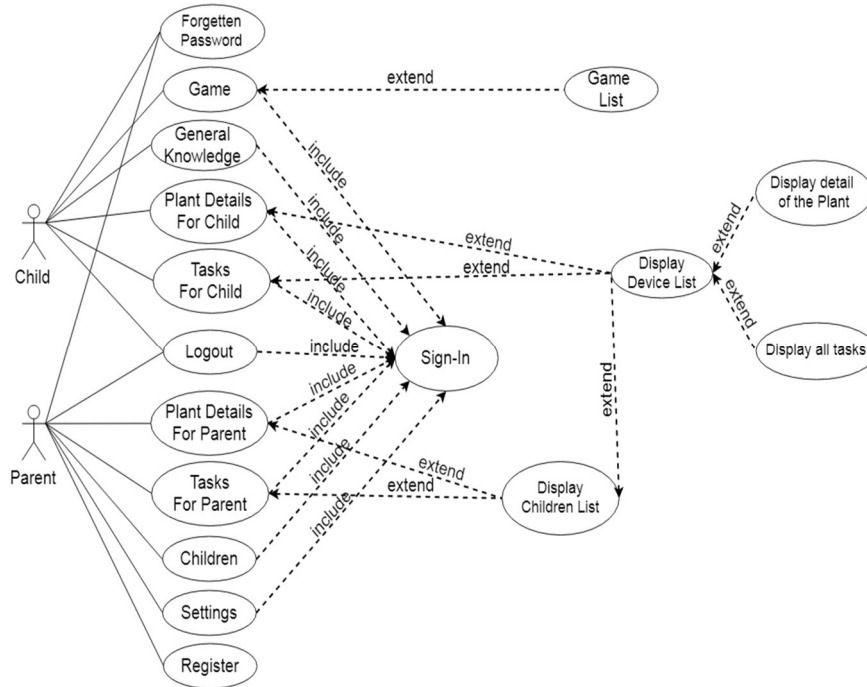 Forgetten
Password
Game
extend
Game
List
General
Knowledge
include
include
Plant Details
For Child
Display detail
of the Plant
extend
extend
include
Tasks
For Child
extend
Display
Device List
include
extend
Child
Logout
include
Sign-In
Display all tasks
include
extend
Plant Details
For Parent
include
Parent
extend
include
Tasks
For Parent
extend
Display
Children List
include
Children
Settings
Register